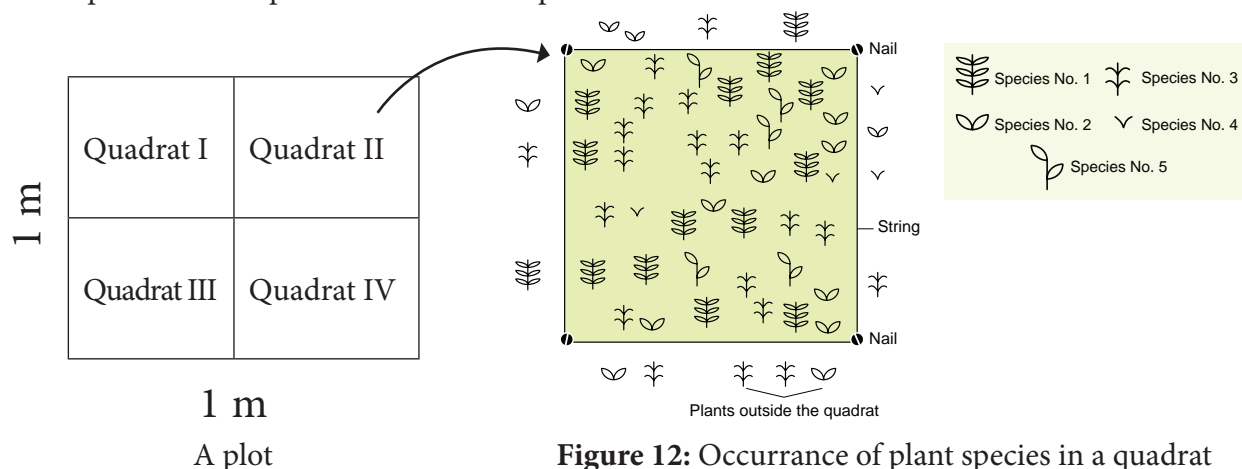 Nail
Species No. 1
Species No. 3
Species No. 2
Species No. 4
Species No. 5
Quadrat I
Quadrat II
1 m
String
Quadrat III
Quadrat IV
Nail
1 m
Plants outside the quadrat
A plot
Figure 12: Occurrance of plant species in a quadrat